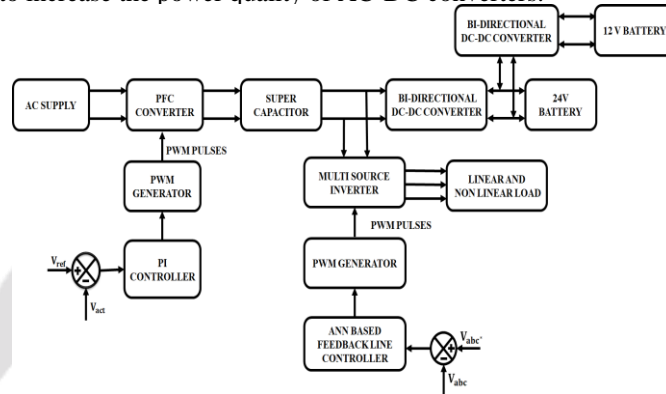 to increase the power quality of AC-DC converters.
BI-DIRECTIONAL
DC-DC CONVERTER
12 V BATTERY
AC SUPPLY
PFC
CONVERTER
SUPER
CAPACITOR
BI-DIRECTIONAL
DC-DC CONVERTER
24V
BATTERY
PWM PULSES
PWM
GENERATOR
MULTI SOURCE
INVERTER
LINEAR AND
NON LINEAR LOAD
PWM PULSES
Vref
PI
CONTROLLER
Vact
PWM GENERATOR
ANN BASED
FEEDBACK LINE
CONTROLLER
Vabc*
Vabc